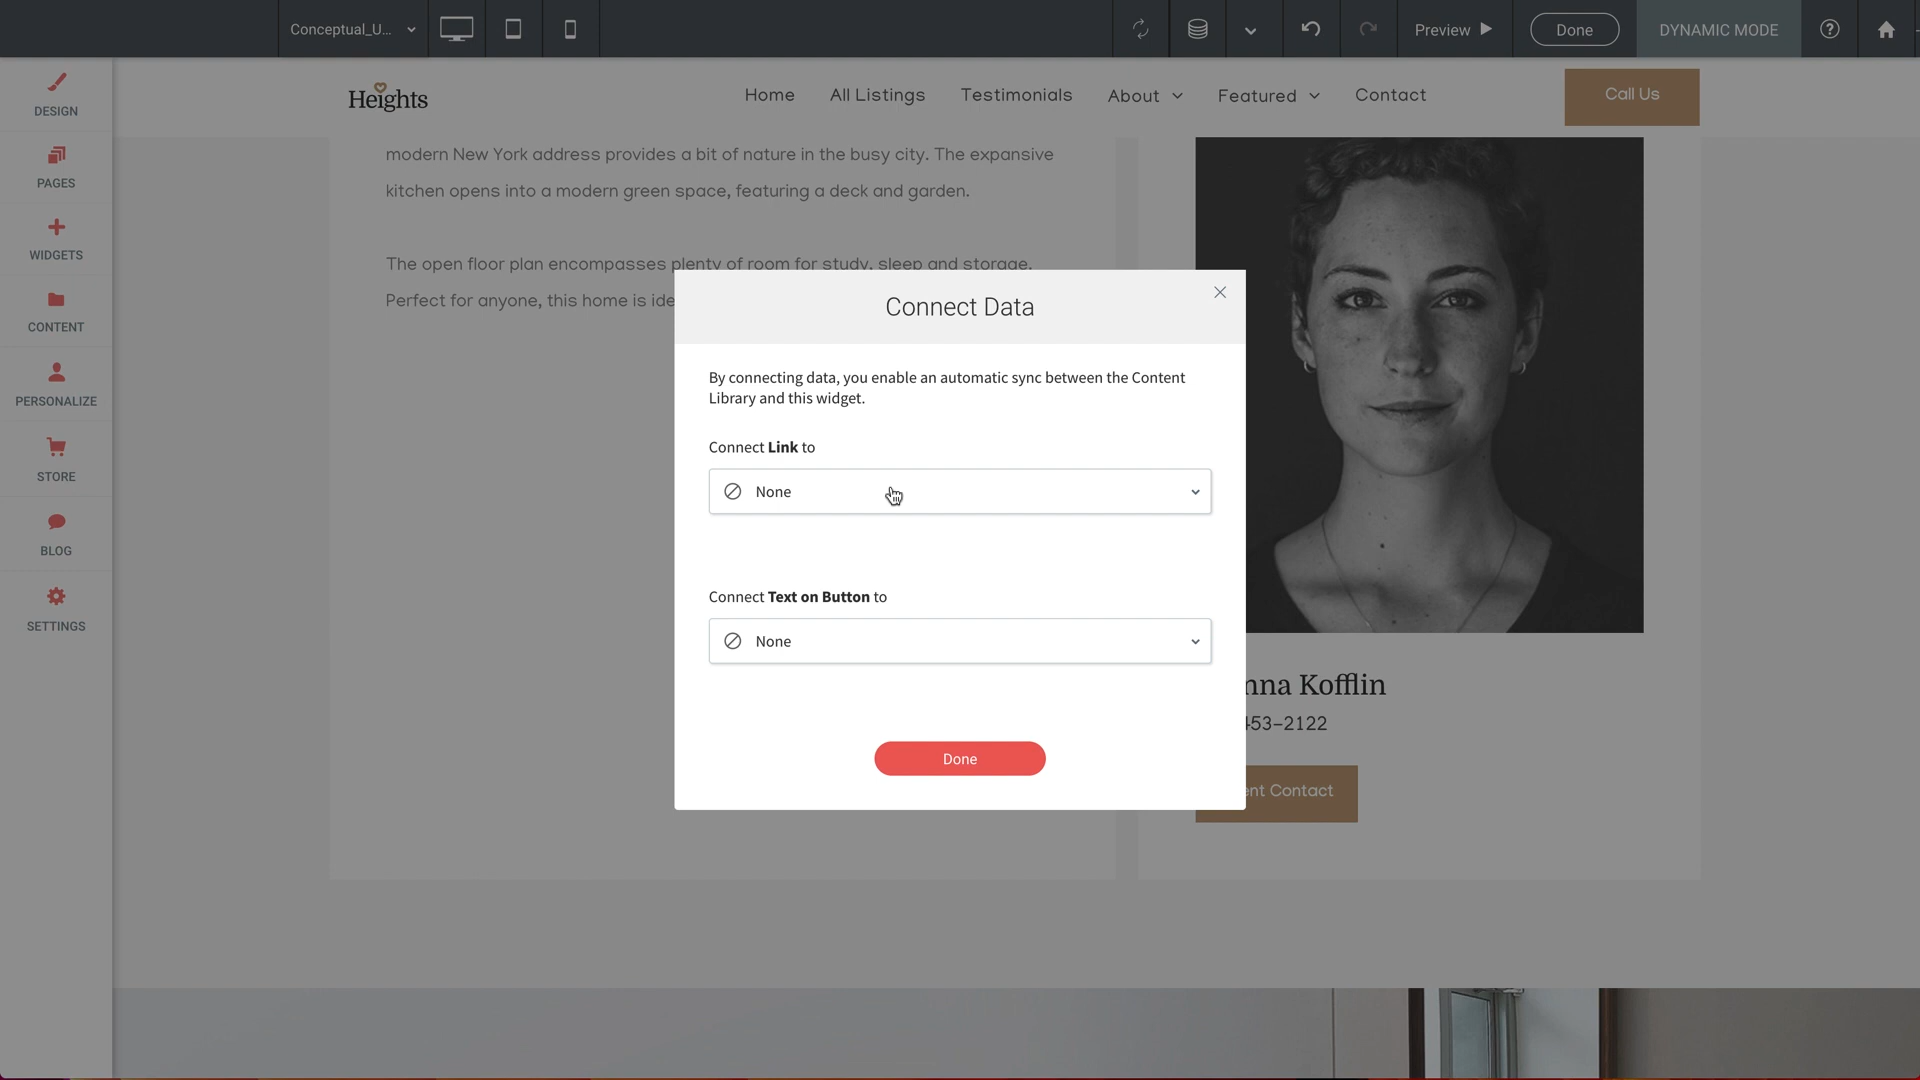 Conceptual_U...
Preview
Done
DYNAMIC MODE
DESIGN
PAGES
WIDGETS
CONTENT
PERSONALIZE
STORE
BLOG
SETTINGS
Heights
Home
All Listings
Testimonials
About
Featured
Contact
Call Us
modern New York address provides a bit of nature in the busy city. The expansive
kitchen opens into a modern green space, featuring a deck and garden.
The open floor plan encompasses plenty of room for study, sleep and storage.
Perfect for anyone, this home is ide
Connect Data
By connecting data, you enable an automatic sync between the Content
Library and this widget.
Connect Link to
None
Connect Text on Button to
None
Done
nna Kofflin
453-2122
ent Contact